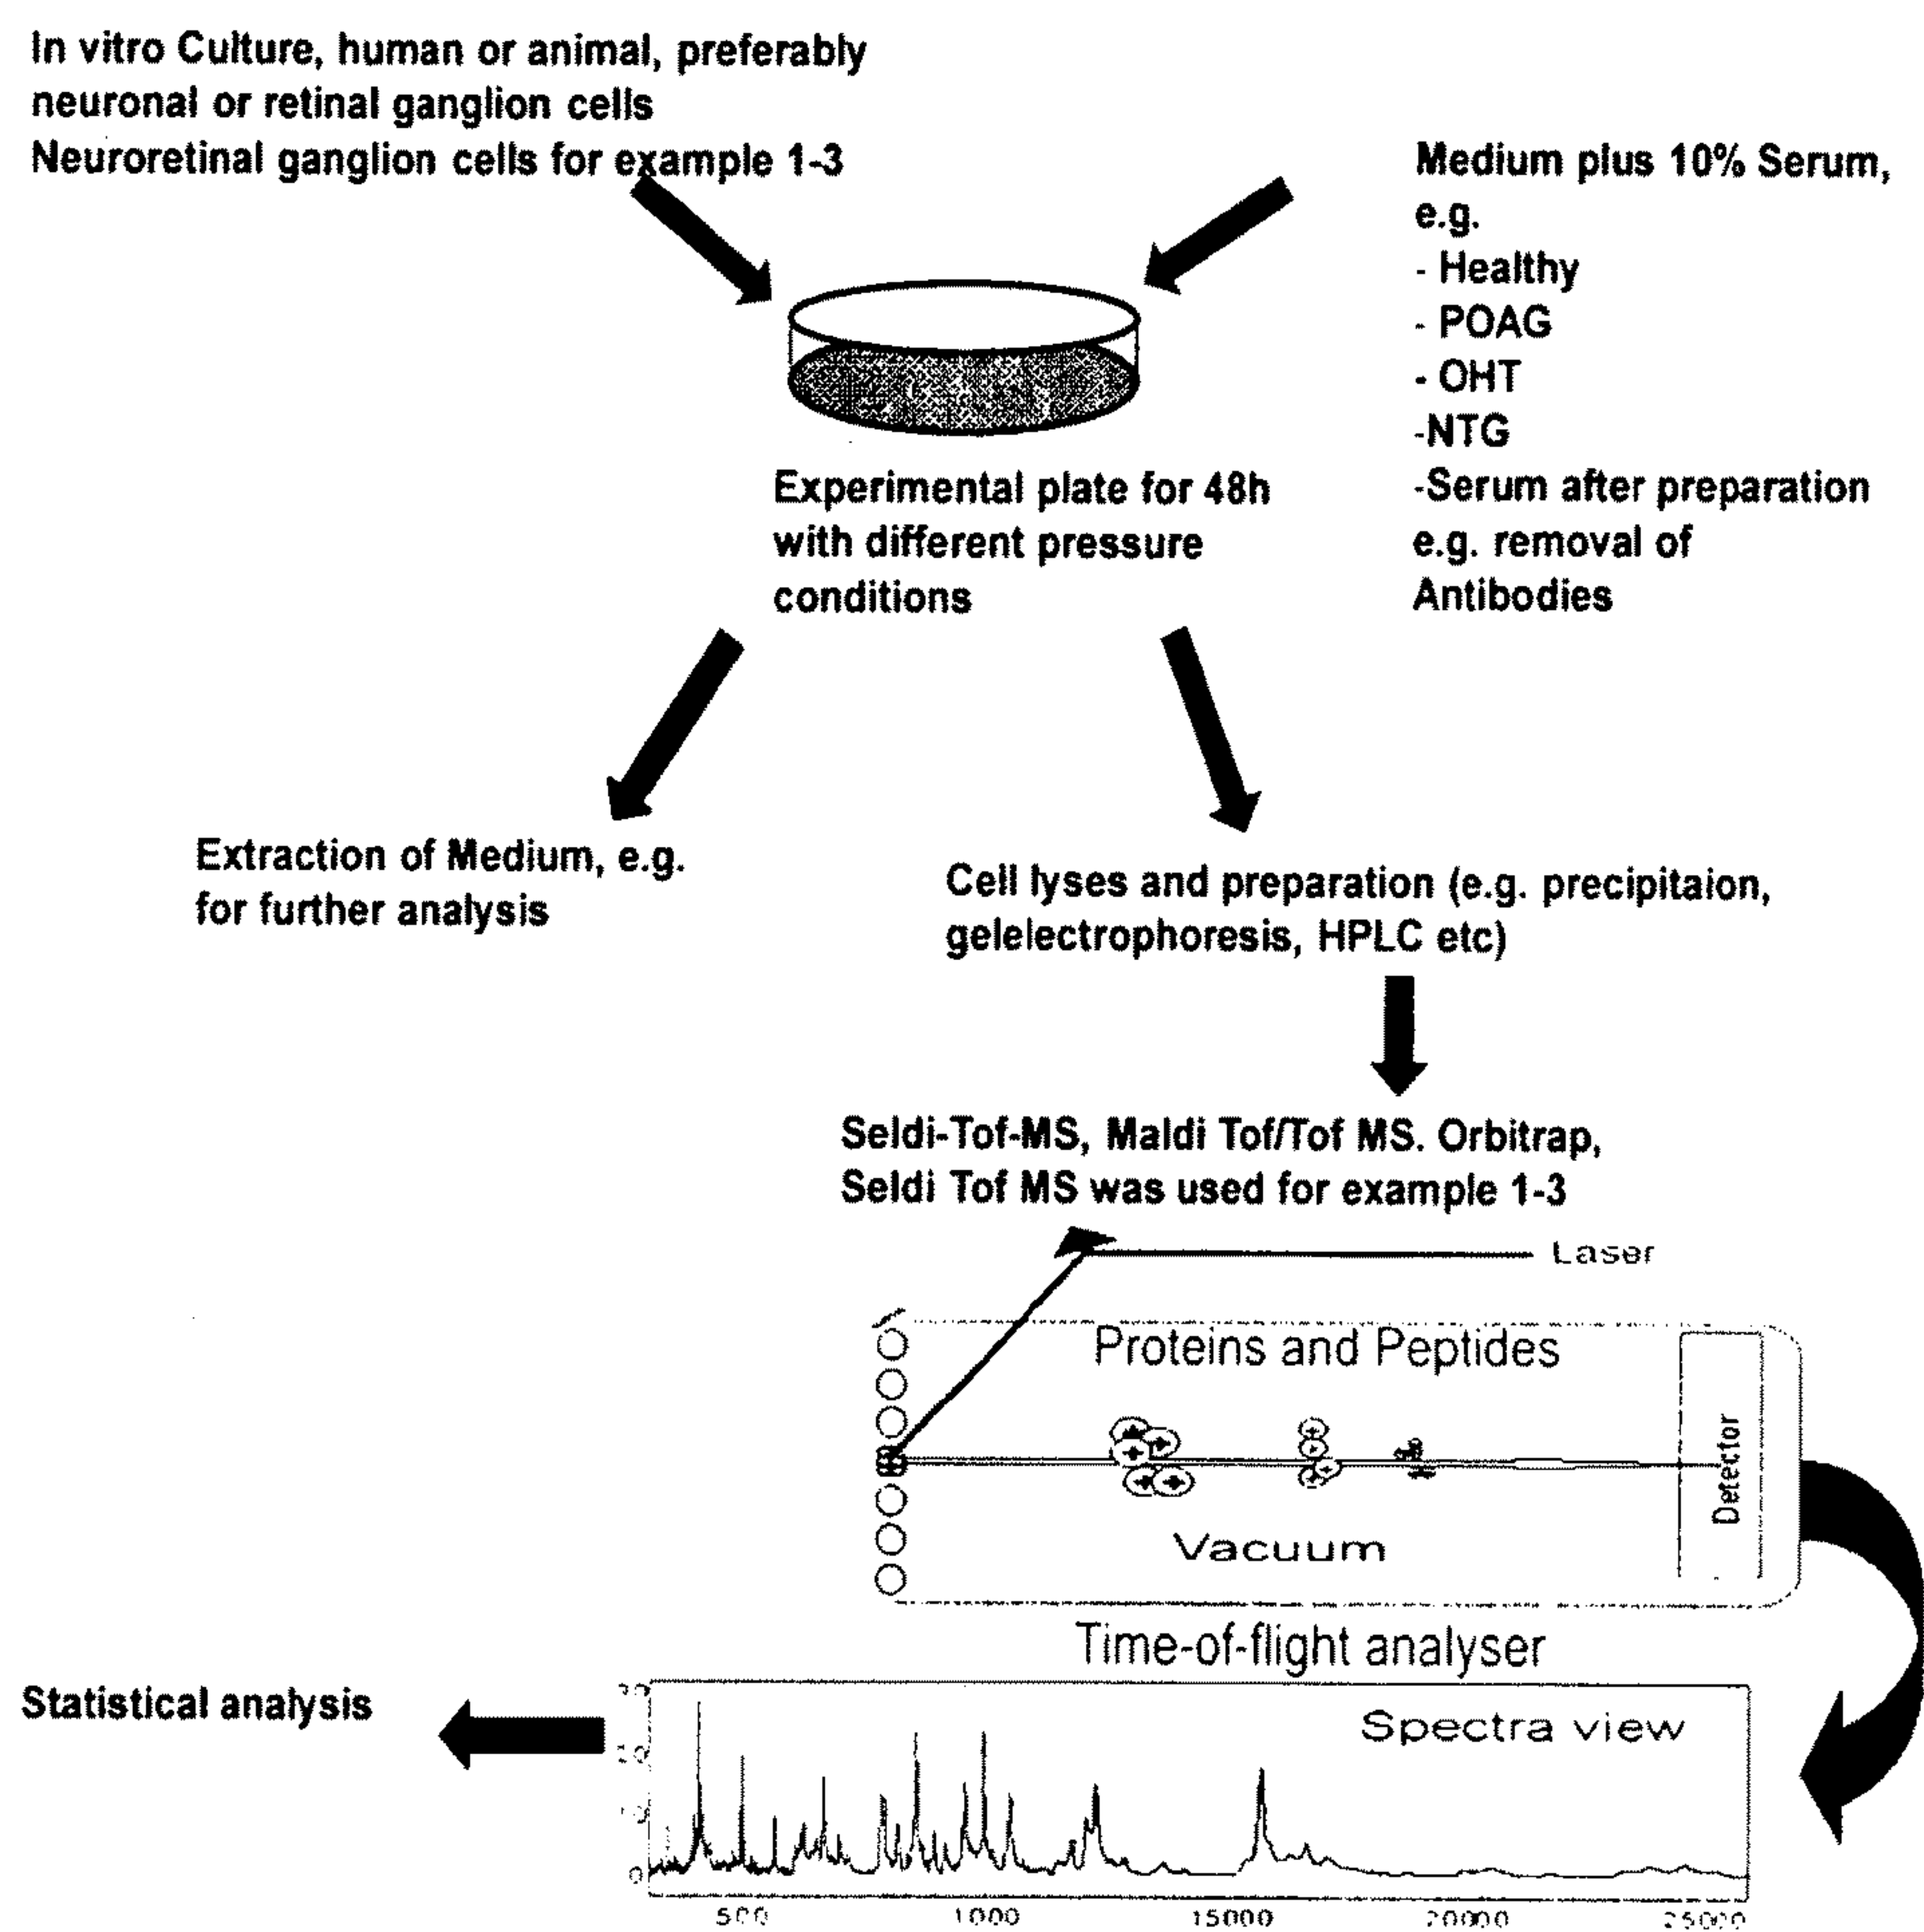 In vitro Culture, human or animal, preferably
neuronal or retinal ganglion cells
Neuroretinal ganglion cells for example 1-3
Medium plus 10% Serum,
e.g.
- Healthy
- POAG
- OHT
-NTG
-Serum after preparation
e.g. removal of
Antibodies
Experimental plate for 48h
with different pressure
conditions
Extraction of Medium, e.g.
for further analysis
Cell lyses and preparation (e.g. precipitaion,
gelelectrophoresis, HPLC etc)
Seldi-Tof-MS, Maldi Tof/Tof MS. Orbitrap,
Seldi Tof MS was used for example 1-3
Laser
Proteins and Peptides
Detector
Vacuum
Time-of-flight analyser
Statistical analysis
Spectra view
0
500
1000
15000
20000
25000